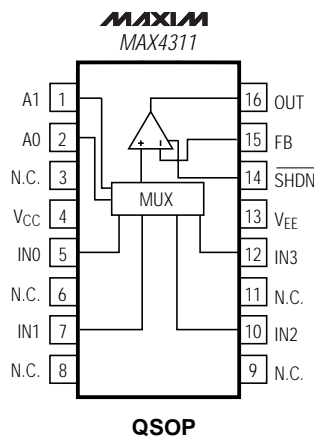 MAXIM
MAX4311
A1 1
A0 2
N.C. 3
VCC 4
IN0 5
N.C. 6
IN1 7
N.C. 8
+ −
MUX
16 OUT
15 FB
14 SHDN
13 VEE
12 IN3
11 N.C.
10 IN2
9 N.C.
QSOP